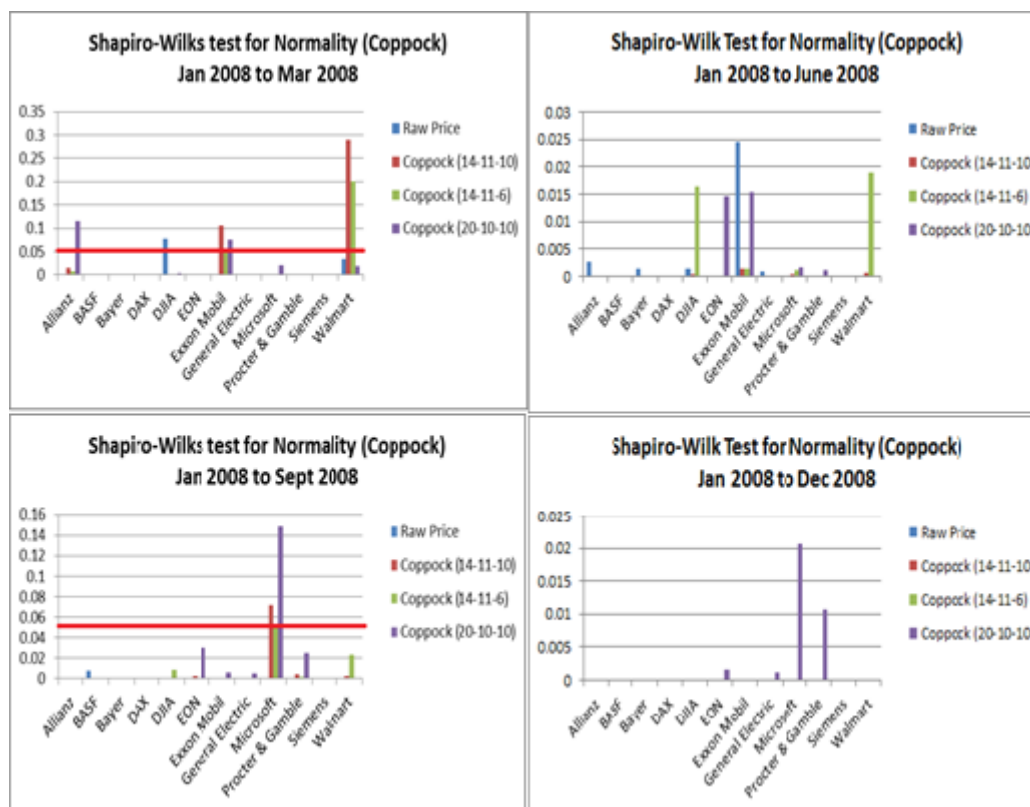 Shapiro-Wilks test for Normality (Coppock)
Jan 2008 to Mar 2008
0.35
0.3
0.25
0.2
0.15
0.1
0.05
0
Allianz
BASF
Bayer
DAX
DJIA
EON
Exxon Mobil
General Electric
Microsoft
Procter & Gamble
Siemens
Walmart
Raw Price
Coppock (14-11-10)
Coppock (14-11-6)
Coppock (20-10-10)
Shapiro-Wilk Test for Normality (Coppock)
Jan 2008 to June 2008
0.03
0.025
0.02
0.015
0.01
0.005
0
Allianz
BASF
Bayer
DAX
DJIA
EON
Exxon Mobil
General Electric
Microsoft
Procter & Gamble
Siemens
Walmart
Raw Price
Coppock (14-11-10
Coppock (14-11-6)
Coppock (20-10-10
Shapiro-Wilks test for Normality (Coppock)
Jan 2008 to Sept 2008
0.16
0.14
0.12
0.1
0.08
0.06
0.04
0.02
0
Allianz
BASF
Bayer
DAX
DJIA
EON
Exxon Mobil
General Electric
Microsoft
Procter & Gamble
Siemens
Walmart
Raw Price
Coppock (14-11-10)
Coppock (14-11-6)
Coppock (20-10-10)
Shapiro-Wilk Test for Normality (Coppock)
Jan 2008 to Dec 2008
0.025
0.02
0.015
0.01
0.005
0
Allianz
BASF
Bayer
DAX
DJIA
EON
Exxon Mobil
General Electric
Microsoft
Procter & Gamble
Siemens
Walmart
Raw Price
Coppock (14-11-10
Coppock (14-11-6)
Coppock (20-10-10